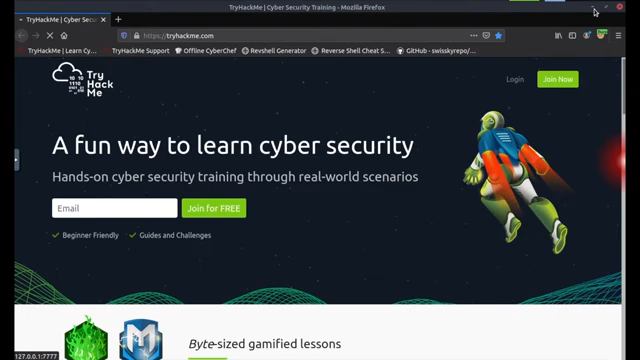 TryHackMe | Cyber Security Training - Mozilla Firefox
TryHackMe | Cyber Secu
https://tryhackme.com
TryHackMe | Learn Cy…
TryHackMe Support
Offline CyberChef
Revshell Generator
Reverse Shell Cheat S…
GitHub - swisskyrepo/…
Try
Hack
Me
Login
Join Now
A fun way to learn cyber security
Hands-on cyber security training through real-world scenarios
Email
Join for FREE
Beginner Friendly
Guides and Challenges
Byte-sized gamified lessons
127.0.0.1:7777